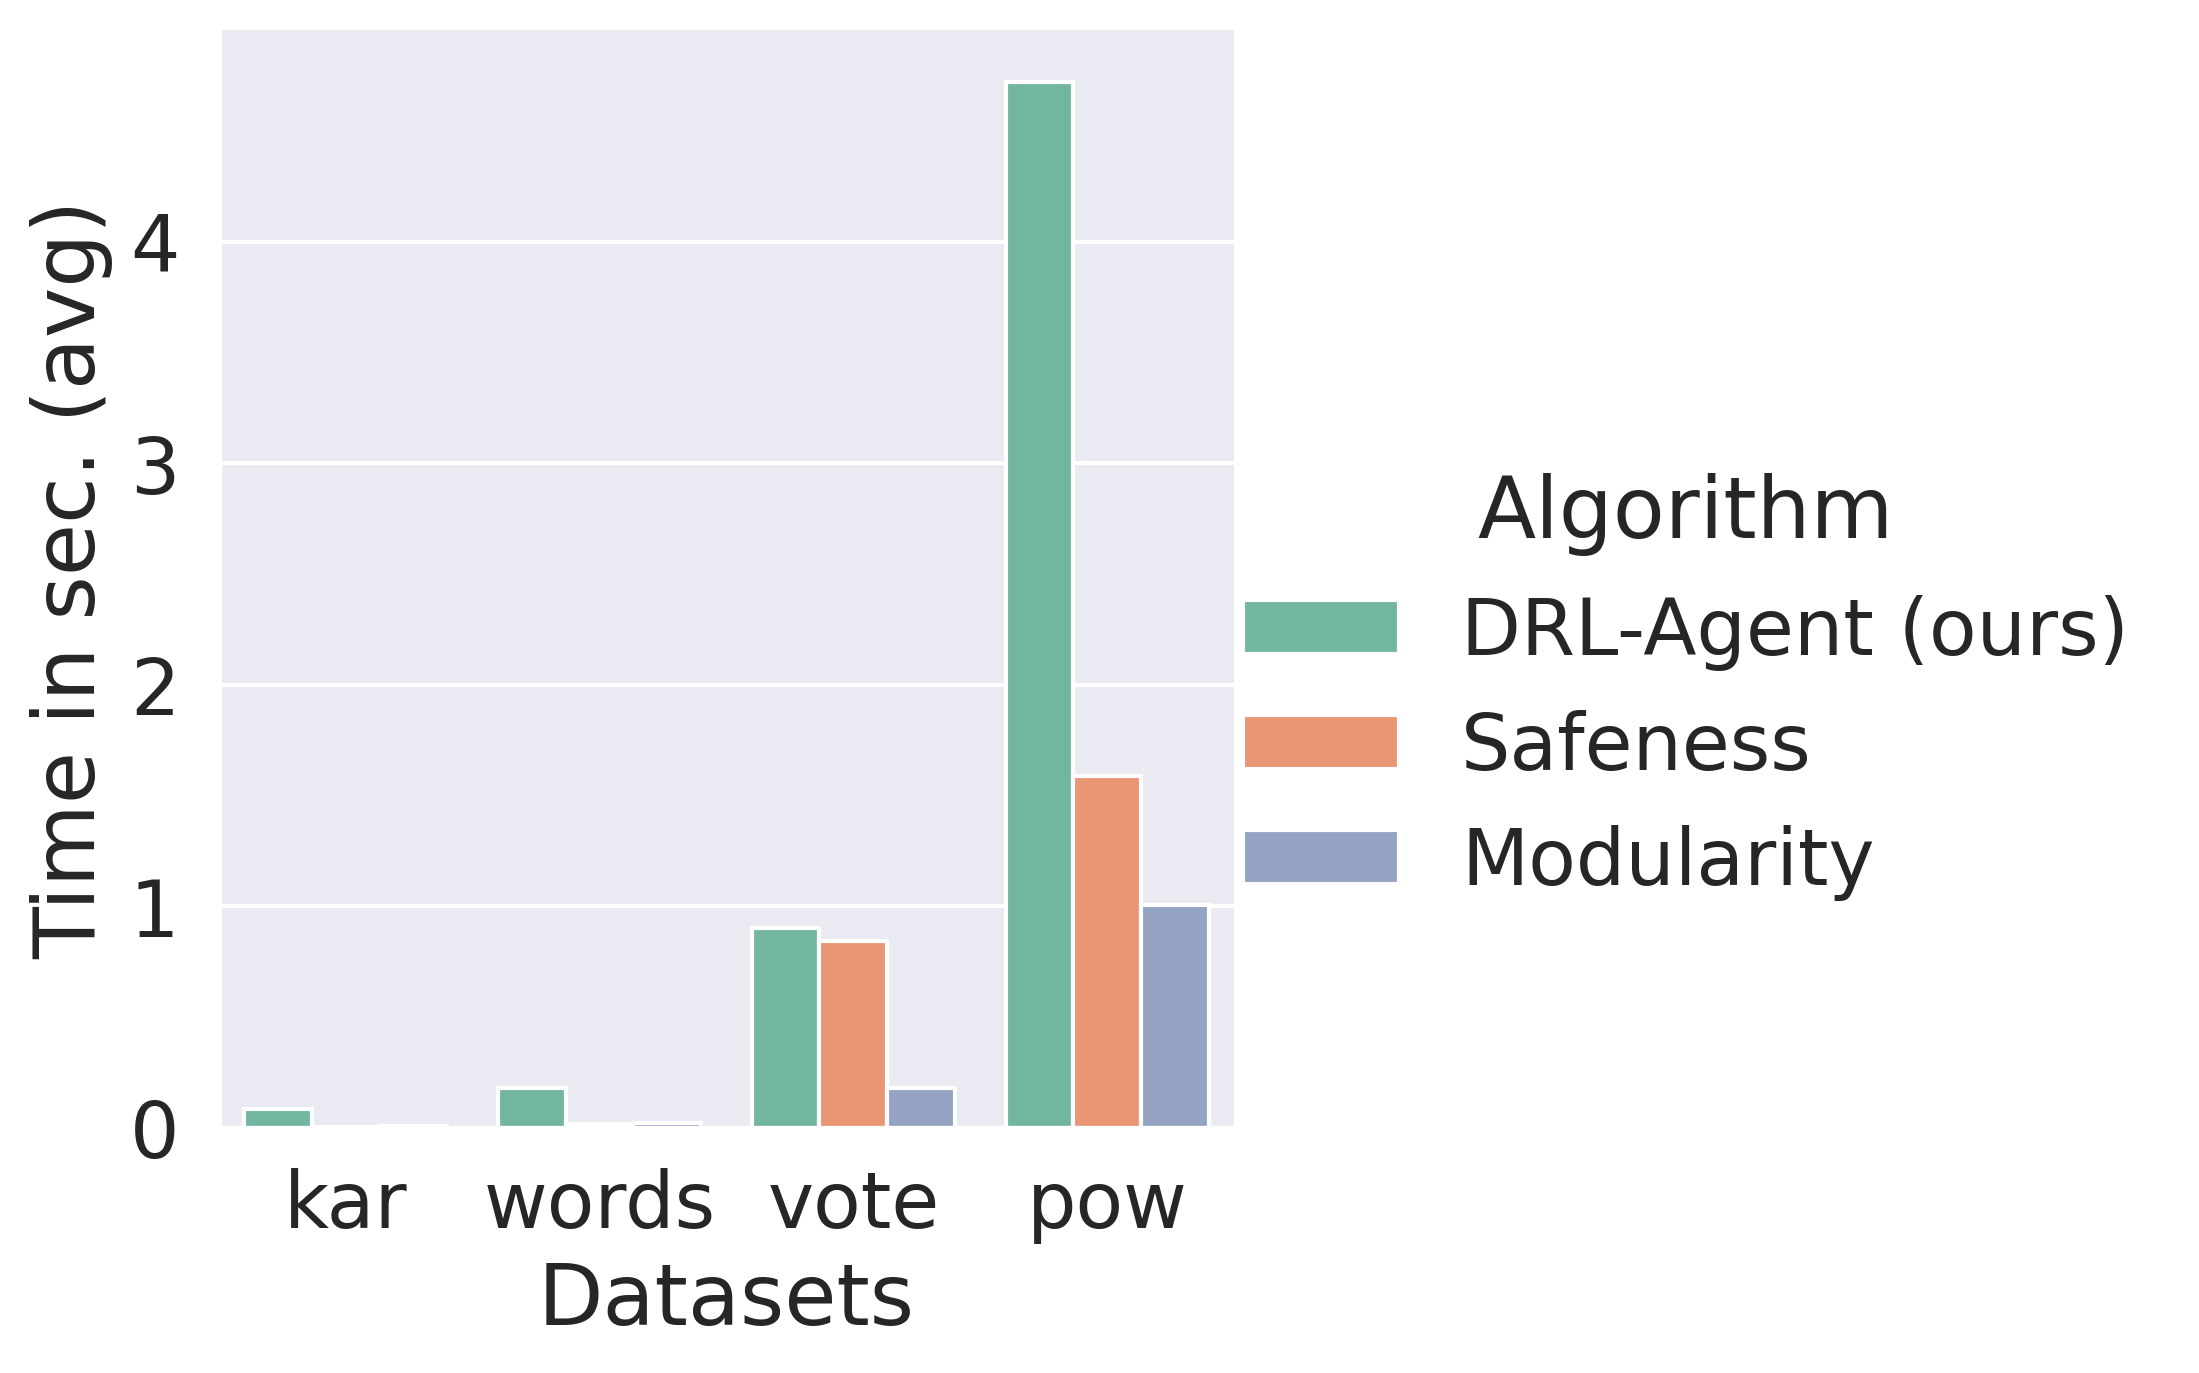 Time in sec. (avg)
4
3
2
1
0
kar words vote pow
Datasets
Algorithm
DRL-Agent (ours)
Safeness
Modularity